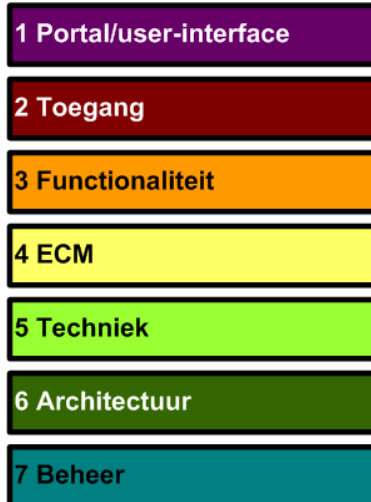 1 Portal/user-interface
2 Toegang
3 Functionaliteit
4 ECM
5 Techniek
6 Architectuur
7 Beheer